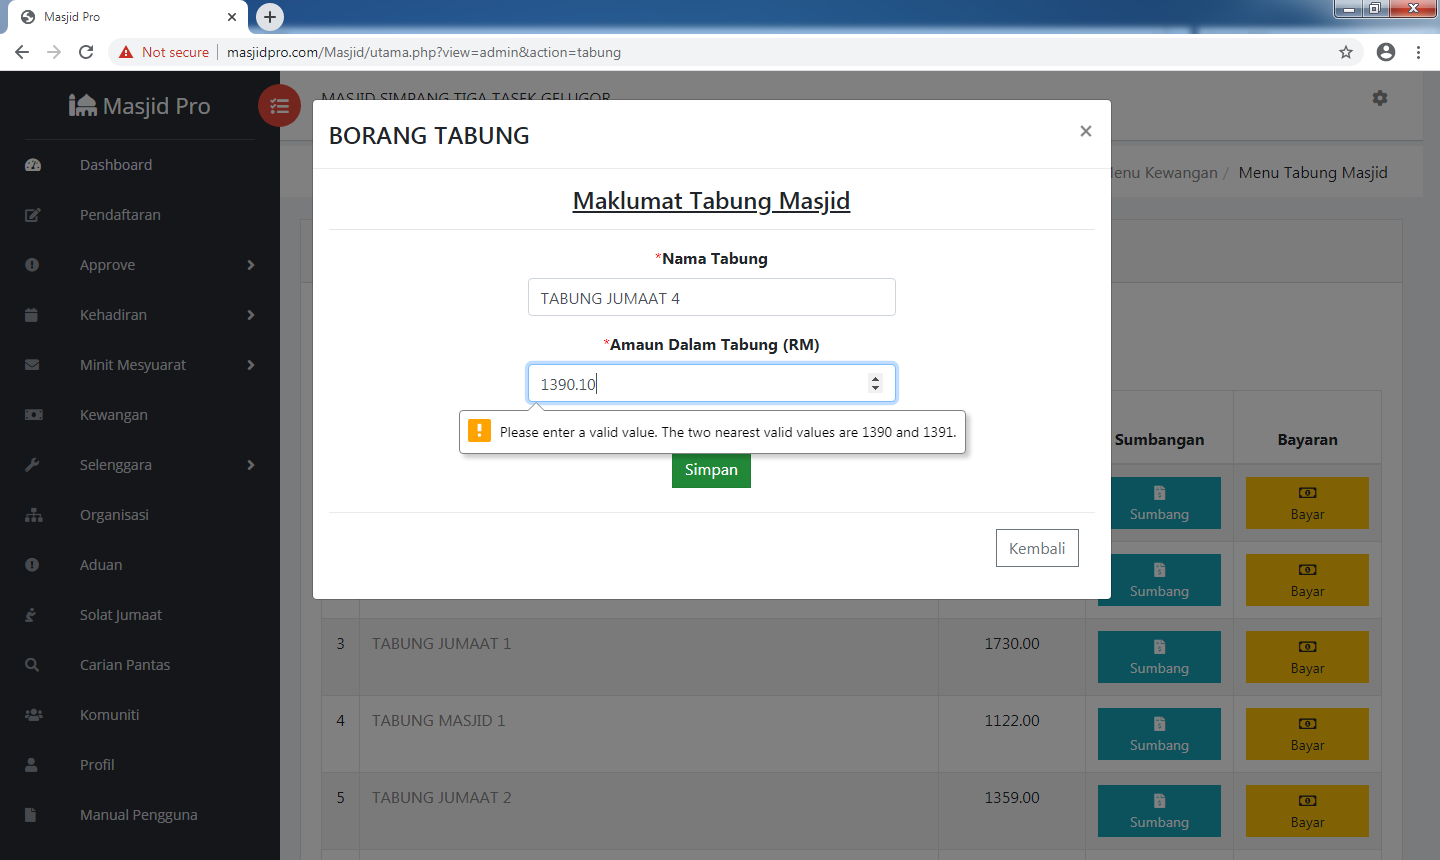 Masjid Pro
Not secure
masjidpro.com/Masjid/utama.php?view=admin&action=tabung
Masjid Pro
MASJID SIMPANG TIGA TASEK GELUGOR
Dashboard
Pendaftaran
Approve
Kehadiran
Minit Mesyuarat
Kewangan
Selenggara
Organisasi
Aduan
Solat Jumaat
Carian Pantas
Komuniti
Profil
Manual Pengguna
Kewangan / Menu Tabung Masjid
BORANG TABUNG
×
Maklumat Tabung Masjid
*Nama Tabung
TABUNG JUMAAT 4
*Amaun Dalam Tabung (RM)
1390.10
Please enter a valid value. The two nearest valid values are 1390 and 1391.
Simpan
Kembali
Sumbangan Bayaran
Sumbang Bayar
Sumbang Bayar
3 TABUNG JUMAAT 1 1730.00 Sumbang Bayar
4 TABUNG MASJID 1 1122.00 Sumbang Bayar
5 TABUNG JUMAAT 2 1359.00 Sumbang Bayar